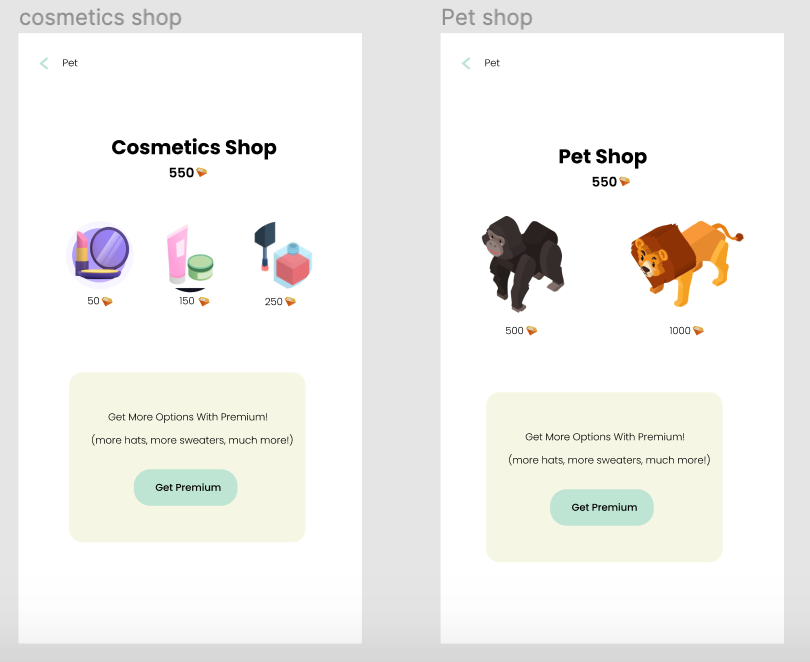 cosmetics shop
Pet
Cosmetics Shop
550
50
150
250
Get More Options With Premium!
(more hats, more sweaters, much more!)
Get Premium
Pet shop
Pet
Pet Shop
550
500
1000
Get More Options With Premium!
(more hats, more sweaters, much more!)
Get Premium